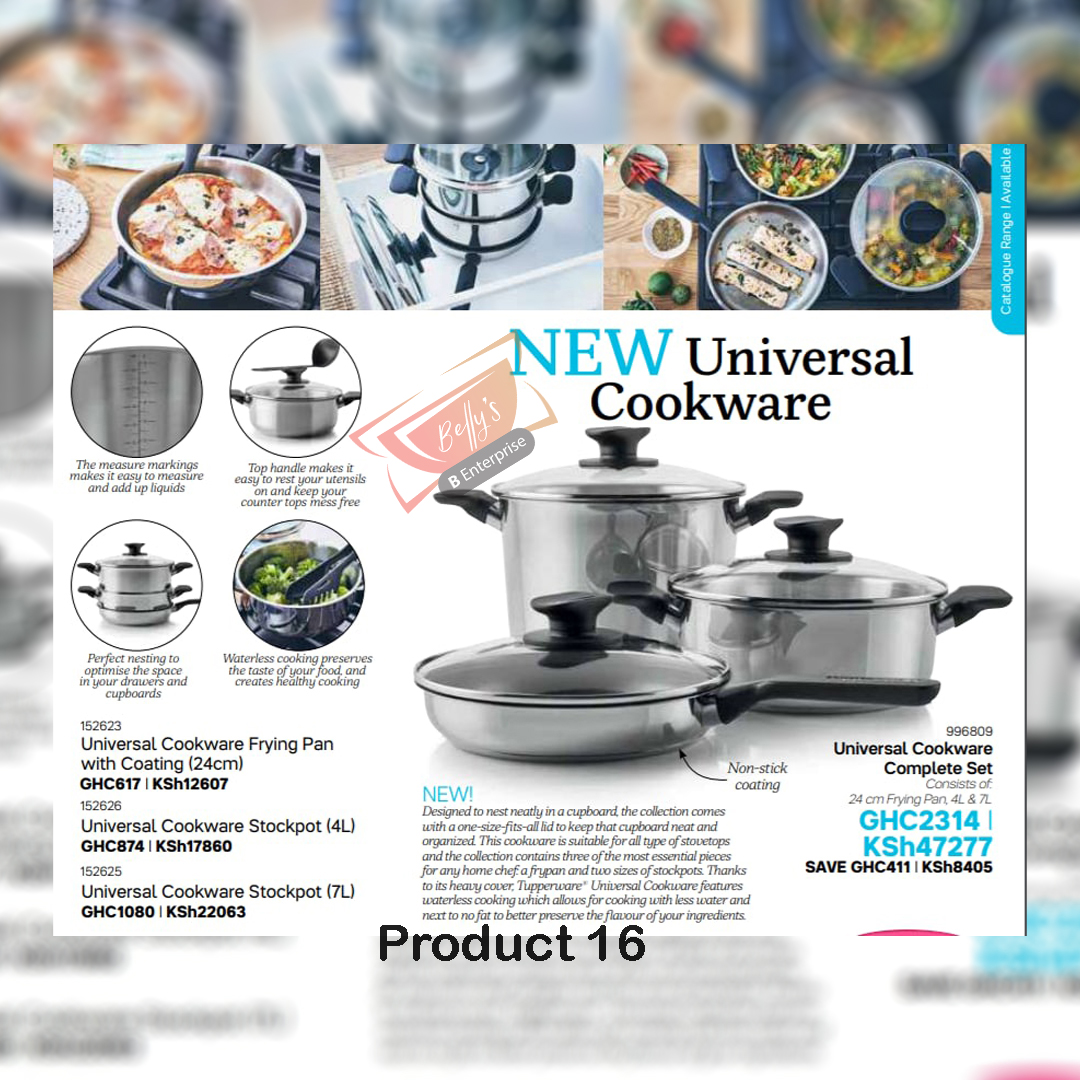 Catalogue Range | Available
NEW Universal
Cookware
Belly's
B Enterprise
The measure markings
makes it easy to measure
and add up liquids
Top handle makes it
easy to rest your utensils
on and keep your
counter tops mess free
Perfect nesting to
optimise the space
in your drawers and
cupboards
Waterless cooking preserves
the taste of your food, and
creates healthy cooking
152623
Universal Cookware Frying Pan
with Coating (24cm)
GHC617 | KSh12607
152626
Universal Cookware Stockpot (4L)
GHC874 | KSh17860
152625
Universal Cookware Stockpot (7L)
GHC1080 | KSh22063
Non-stick
coating
NEW!
Designed to nest neatly in a cupboard, the collection comes
with a one-size-fits-all lid to keep that cupboard neat and
organized. This cookware is suitable for all type of stovetops
and the collection contains three of the most essential pieces
for any home chef: a frypan and two sizes of stockpots. Thanks
to its heavy cover, Tupperware® Universal Cookware features
waterless cooking which allows for cooking with less water and
next to no fat to better preserve the flavour of your ingredients.
996809
Universal Cookware
Complete Set
Consists of:
24 cm Frying Pan, 4L & 7L
GHC2314 |
KSh47277
SAVE GHC411 | KSh8405
Product 16